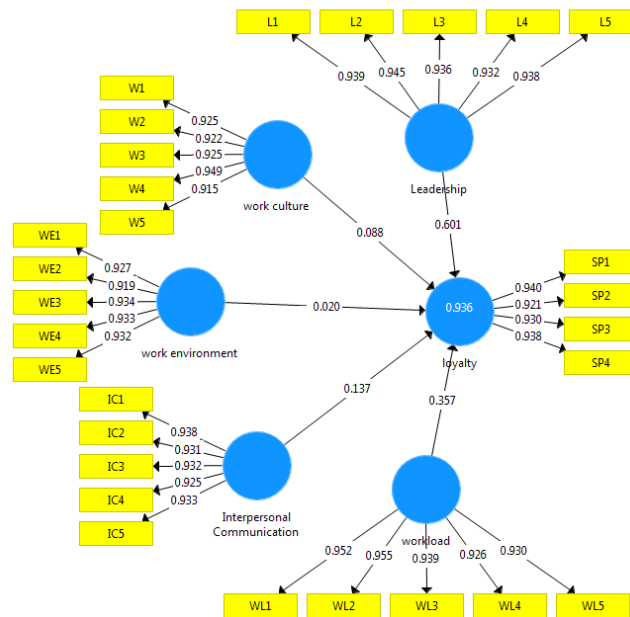 L1 L2 L3 L4 L5
0.939 0.945 0.936 0.932 0.938
Leadership
0.601
W1
W2
W3
W4
W5
0.925
0.922
0.925
0.949
0.915
work culture
0.088
WE1
WE2
WE3
WE4
WE5
0.927
0.919
0.934
0.933
0.932
work environment
0.020
0.936
loyalty
0.940
0.921
0.930
0.938
SP1
SP2
SP3
SP4
IC1
IC2
IC3
IC4
IC5
0.938
0.931
0.932
0.925
0.933
Interpersonal
Communication
0.137
0.357
workload
0.952 0.955 0.939 0.926 0.930
WL1 WL2 WL3 WL4 WL5